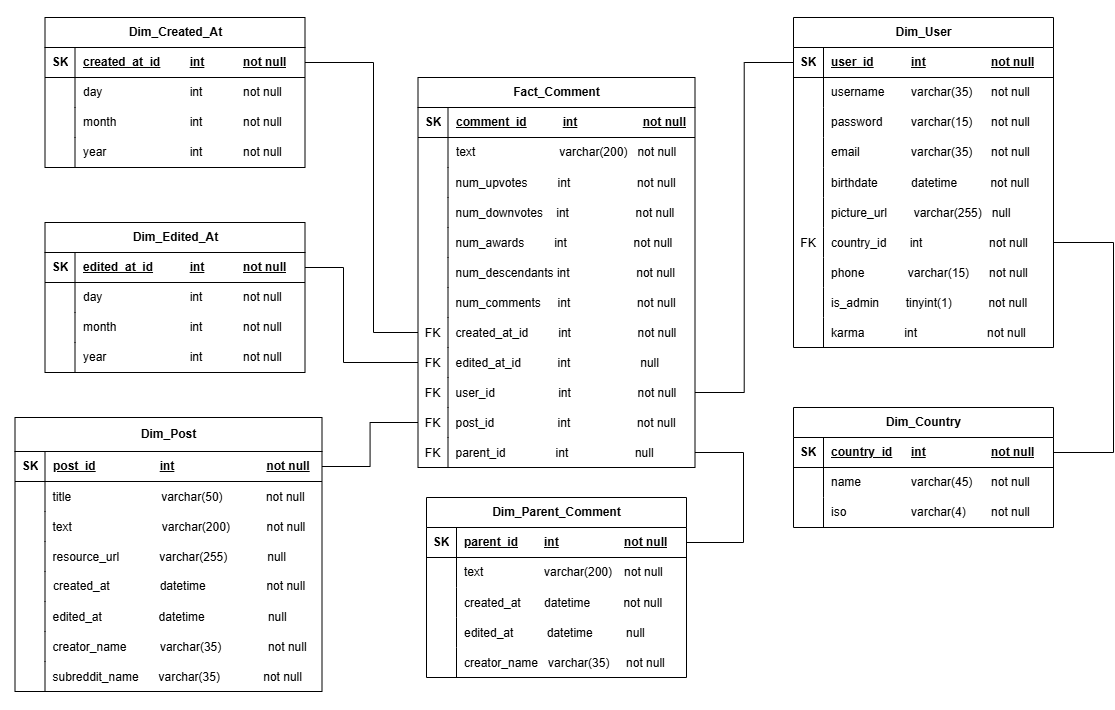 Dim_Created_At
SK created_at_id int not null
day int not null
month int not null
year int not null
Dim_Edited_At
SK edited_at_id int not null
day int not null
month int not null
year int not null
Dim_Post
SK post_id int not null
title varchar(50) not null
text varchar(200) not null
resource_url varchar(255) null
created_at datetime not null
edited_at datetime null
creator_name varchar(35) not null
subreddit_name varchar(35) not null
Fact_Comment
SK comment_id int not null
text varchar(200) not null
num_upvotes int not null
num_downvotes int not null
num_awards int not null
num_descendants int not null
num_comments int not null
FK created_at_id int not null
FK edited_at_id int null
FK user_id int not null
FK post_id int not null
FK parent_id int null
Dim_Parent_Comment
SK parent_id int not null
text varchar(200) not null
created_at datetime not null
edited_at datetime null
creator_name varchar(35) not null
Dim_User
SK user_id int not null
username varchar(35) not null
password varchar(15) not null
email varchar(35) not null
birthdate datetime not null
picture_url varchar(255) null
FK country_id int not null
phone varchar(15) not null
is_admin tinyint(1) not null
karma int not null
Dim_Country
SK country_id int not null
name varchar(45) not null
iso varchar(4) not null